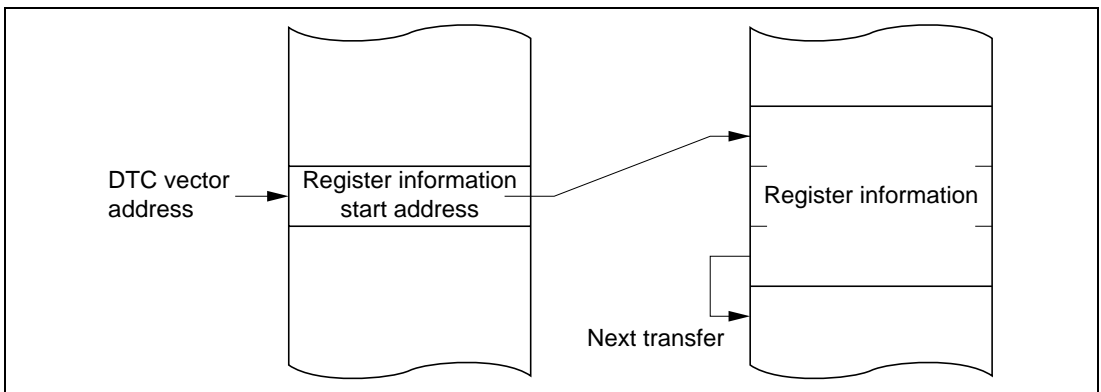 DTC vector
address
Register information
start address
Register information
Next transfer